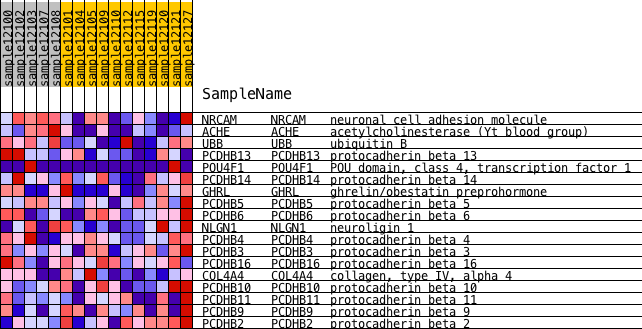 sample12100
sample12102
sample12103
sample12107
sample12108
sample12101
sample12104
sample12105
sample12109
sample12110
sample12112
sample12115
sample12119
sample12120
sample12121
sample12127
SampleName
NRCAM NRCAM neuronal cell adhesion molecule
ACHE ACHE acetylcholinesterase (Yt blood group)
UBB UBB ubiquitin B
PCDHB13 PCDHB13 protocadherin beta 13
POU4F1 POU4F1 POU domain, class 4, transcription factor 1
PCDHB14 PCDHB14 protocadherin beta 14
GHRL GHRL ghrelin/obestatin preprohormone
PCDHB5 PCDHB5 protocadherin beta 5
PCDHB6 PCDHB6 protocadherin beta 6
NLGN1 NLGN1 neuroligin 1
PCDHB4 PCDHB4 protocadherin beta 4
PCDHB3 PCDHB3 protocadherin beta 3
PCDHB16 PCDHB16 protocadherin beta 16
COL4A4 COL4A4 collagen, type IV, alpha 4
PCDHB10 PCDHB10 protocadherin beta 10
PCDHB11 PCDHB11 protocadherin beta 11
PCDHB9 PCDHB9 protocadherin beta 9
PCDHB2 PCDHB2 protocadherin beta 2